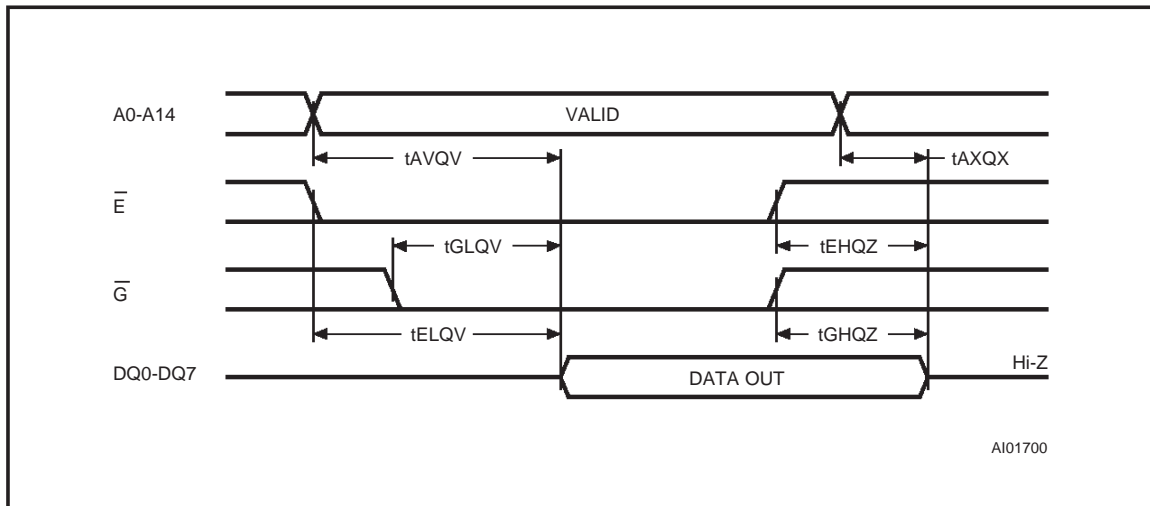 A0-A14
VALID
tAVQV
tAXQX
E̅
tGLQV
tEHQZ
G̅
tELQV
tGHQZ
DQ0-DQ7
DATA OUT
Hi-Z
AI01700